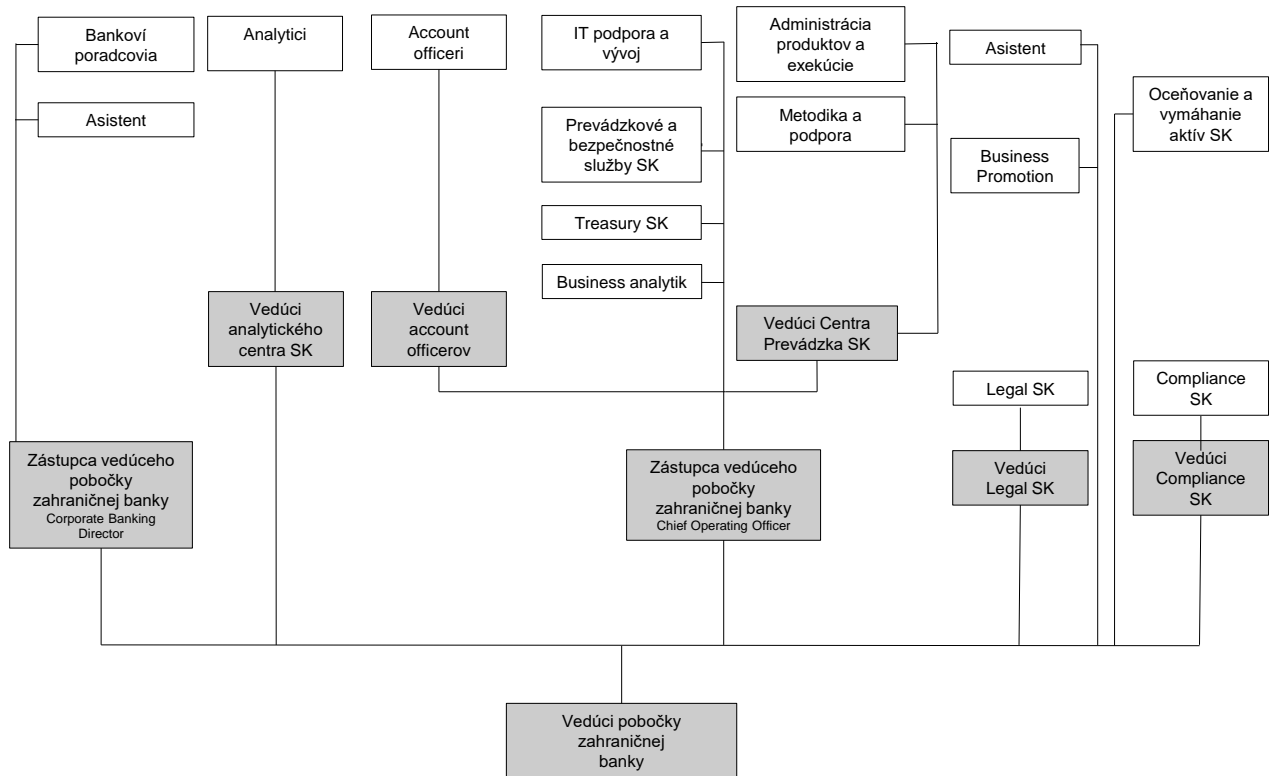 Bankoví
poradcovia
Asistent
Analytici
Account
officeri
IT podpora a
vývoj
Prevádzkové a
bezpečnostné
služby SK
Treasury SK
Business analytik
Administrácia
produktov a
exekúcie
Metodika a
podpora
Asistent
Business
Promotion
Oceňovanie a
vymáhanie
aktív SK
Vedúci
analytického
centra SK
Vedúci
account
officerov
Vedúci Centra
Prevádzka SK
Legal SK
Compliance
SK
Zástupca vedúceho
pobočky
zahraničnej banky
Corporate Banking
Director
Zástupca vedúceho
pobočky
zahraničnej banky
Chief Operating Officer
Vedúci
Legal SK
Vedúci
Compliance
SK
Vedúci pobočky
zahraničnej
banky